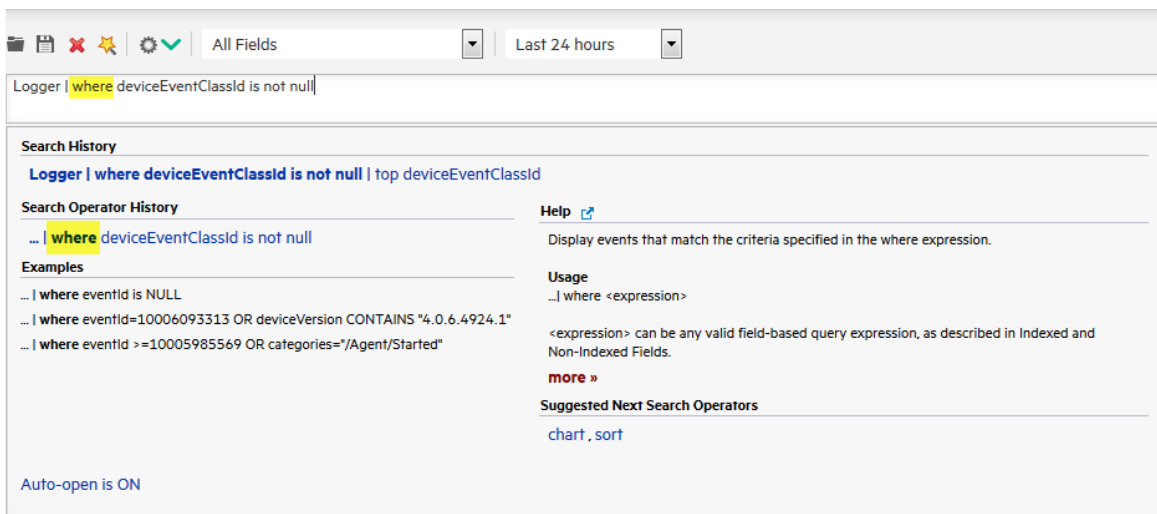 All Fields
Last 24 hours
Logger | where deviceEventClassId is not null
Search History
Logger | where deviceEventClassId is not null | top deviceEventClassId
Search Operator History
... | where deviceEventClassId is not null
Examples
... | where eventId is NULL
... | where eventId=10006093313 OR deviceVersion CONTAINS "4.0.6.4924.1"
... | where eventId >=10005985569 OR categories="/Agent/Started"
Help
Display events that match the criteria specified in the where expression.
Usage
...| where <expression>
<expression> can be any valid field-based query expression, as described in Indexed and
Non-Indexed Fields.
more »
Suggested Next Search Operators
chart , sort
Auto-open is ON